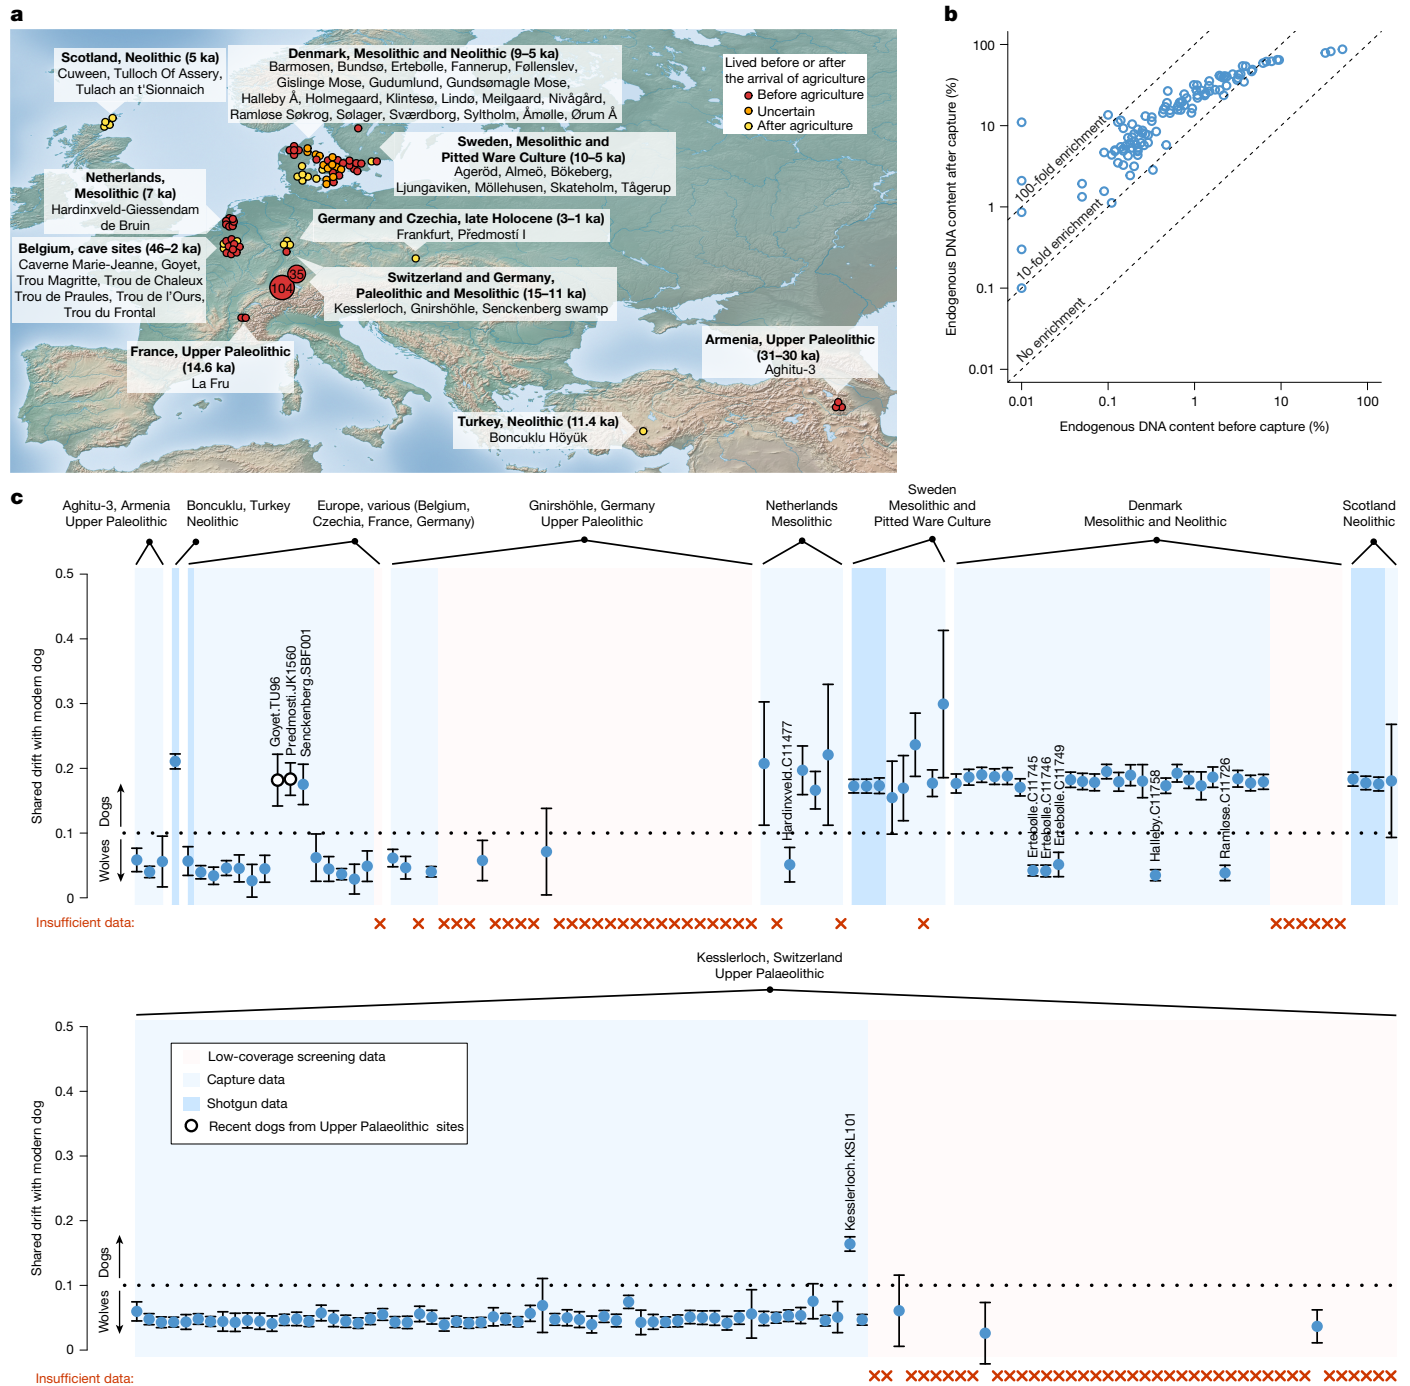 a
Scotland, Neolithic (5 ka)
Cuween, Tulloch Of Assery,
Tulach an t'Sionnaich
Denmark, Mesolithic and Neolithic (9–5 ka)
Barmosen, Bundsø, Ertebølle, Fannerup, Føllenslev,
Gislinge Mose, Gudumlund, Gundsømagle Mose,
Halleby Å, Holmegaard, Klintesø, Lindø, Meilgaard, Nivågård,
Ramløse Søkrog, Sølager, Sværdborg, Syltholm, Åmølle, Ørum Å
Lived before or after
the arrival of agriculture
Before agriculture
Uncertain
After agriculture
Sweden, Mesolithic and
Pitted Ware Culture (10–5 ka)
Ageröd, Almeö, Bökeberg,
Ljungaviken, Möllehusen, Skateholm, Tågerup
Netherlands,
Mesolithic (7 ka)
Hardinxveld-Giessendam
de Bruin
Germany and Czechia, late Holocene (3–1 ka)
Frankfurt, Předmostí I
Belgium, cave sites (46–2 ka)
Caverne Marie-Jeanne, Goyet,
Trou Magritte, Trou de Chaleux
Trou de Praules, Trou de l'Ours,
Trou du Frontal
35
104
Switzerland and Germany,
Paleolithic and Mesolithic (15–11 ka)
Kesslerloch, Gnirshöhle, Senckenberg swamp
France, Upper Paleolithic
(14.6 ka)
La Fru
Armenia, Upper Paleolithic
(31–30 ka)
Aghitu-3
Turkey, Neolithic (11.4 ka)
Boncuklu Höyük
b
Endogenous DNA content after capture (%)
100
10
1
0.1
0.01
100-fold enrichment
10-fold enrichment
No enrichment
0.01
0.1
1
10
100
Endogenous DNA content before capture (%)
c
Aghitu-3, Armenia
Upper Paleolithic
Boncuklu, Turkey
Neolithic
Europe, various (Belgium,
Czechia, France, Germany)
Gnirshöhle, Germany
Upper Paleolithic
Netherlands
Mesolithic
Sweden
Mesolithic and
Pitted Ware Culture
Denmark
Mesolithic and Neolithic
Scotland
Neolithic
Shared drift with modern dog
0.5
0.4
0.3
0.2
0.1
0
Dogs
Wolves
Goyet.TU96
Predmosti.JK1560
Senckenberg.SBF001
Hardinxveld.C11477
Ertebølle.C11745
Ertebølle.C11746
Ertebølle.C11749
Halleby.C11758
Ramløse.C11726
Insufficient data:
Kesslerloch, Switzerland
Upper Palaeolithic
Shared drift with modern dog
0.5
0.4
0.3
0.2
0.1
0
Dogs
Wolves
Low-coverage screening data
Capture data
Shotgun data
Recent dogs from Upper Palaeolithic sites
Kesslerloch.KSL101
Insufficient data: